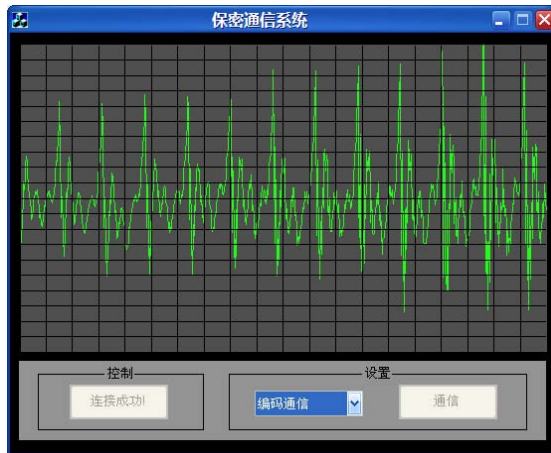 保密通信系统
控制
设置
连接成功!
编码通信
通信